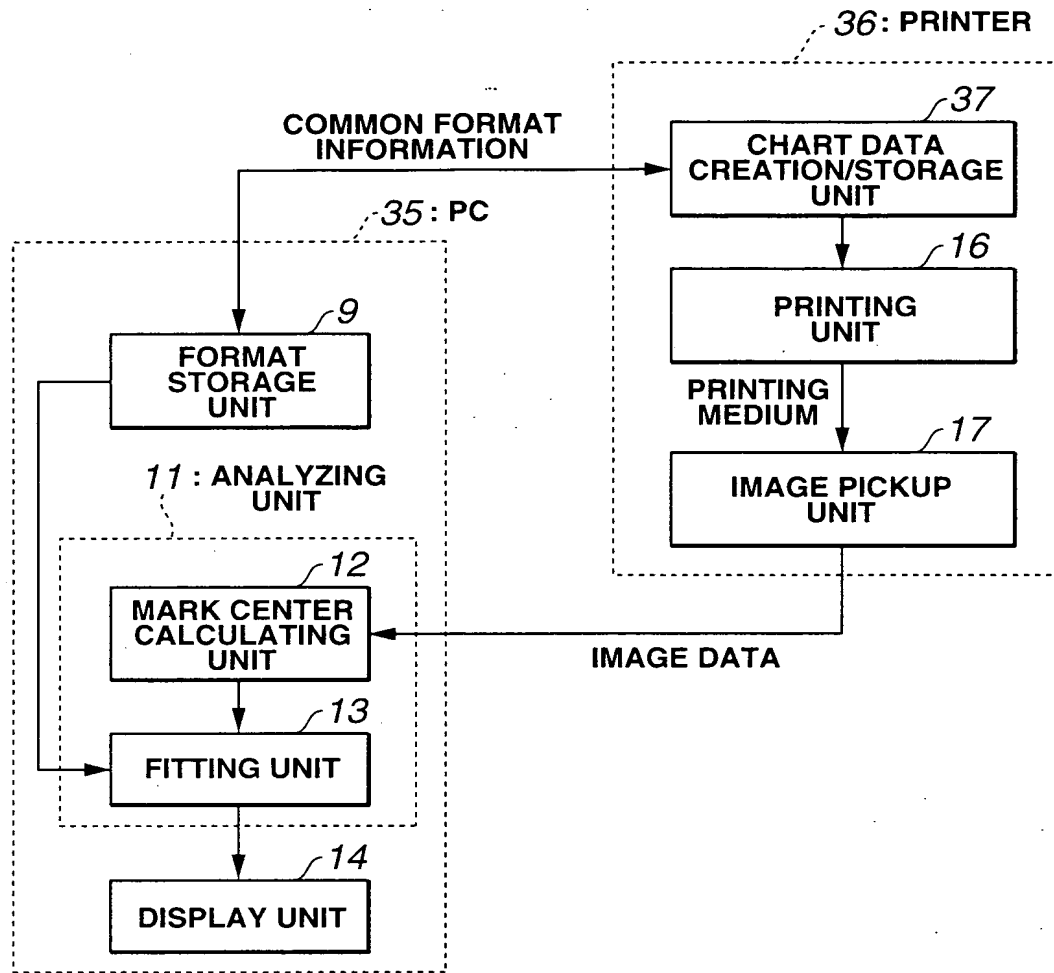 36: PRINTER
37
CHART DATA
CREATION/STORAGE
UNIT
COMMON FORMAT
INFORMATION
35: PC
16
PRINTING
UNIT
9
FORMAT
STORAGE
UNIT
PRINTING
MEDIUM
17
IMAGE PICKUP
UNIT
11: ANALYZING
UNIT
12
MARK CENTER
CALCULATING
UNIT
IMAGE DATA
13
FITTING UNIT
14
DISPLAY UNIT